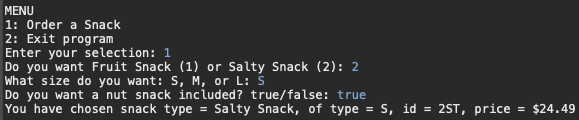 MENU
1: Order a Snack
2: Exit program
Enter your selection: 1
Do you want Fruit Snack (1) or Salty Snack (2): 2
What size do you want: S, M, or L: S
Do you want a nut snack included? true/false: true
You have chosen snack type = Salty Snack, of type = S, id = 2ST, price = $24.49